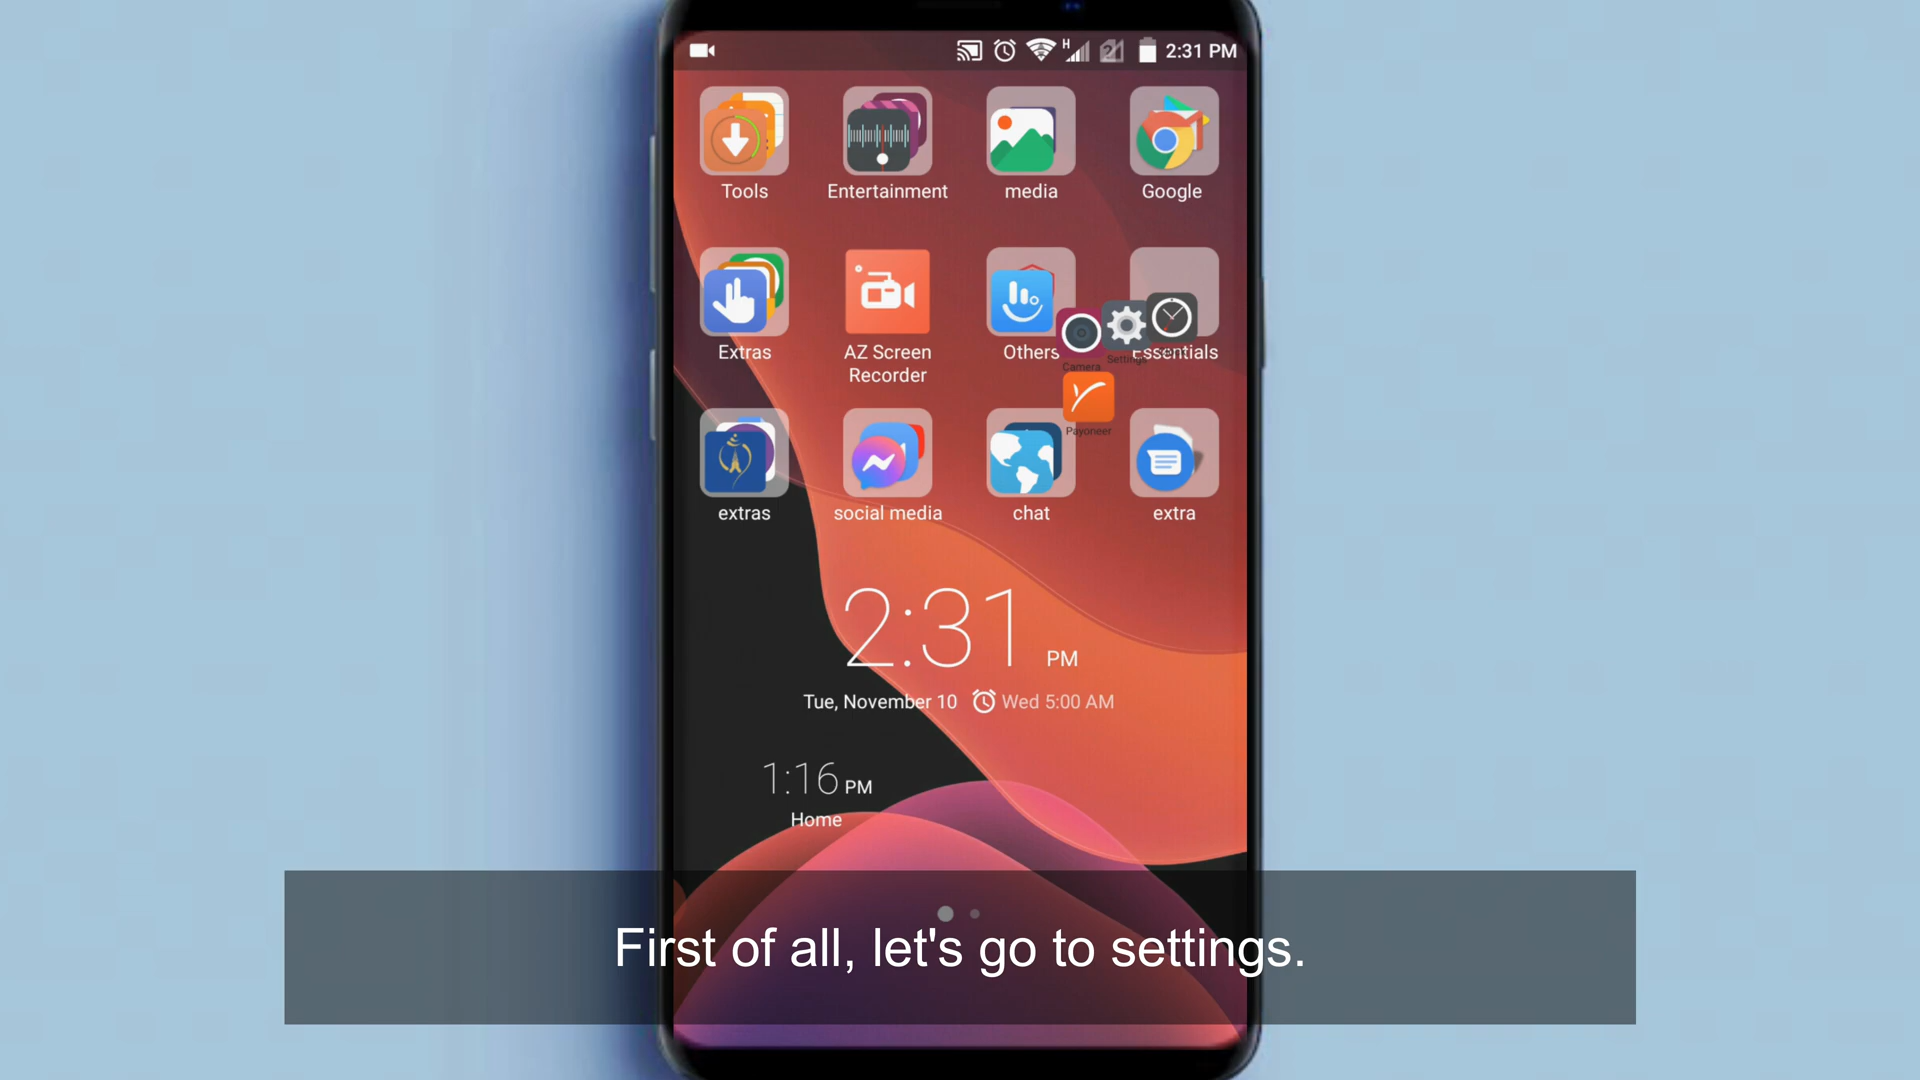 2:31 PM
Tools
Entertainment
media
Google
Extras
AZ Screen
Recorder
Others
Essentials
Camera
Settings
Payoneer
extras
social media
chat
extra
2:31 PM
Tue, November 10
Wed 5:00 AM
1:16 PM
Home
First of all, let's go to settings.